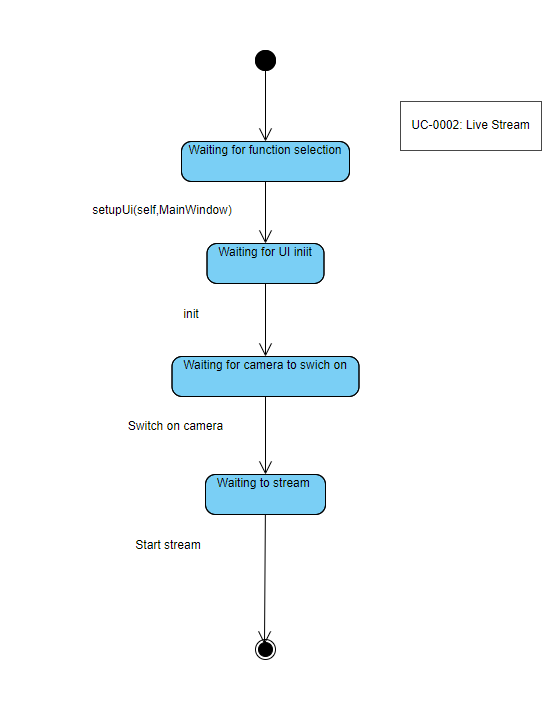 UC-0002: Live Stream
Waiting for function selection
setupUi(self,MainWindow)
Waiting for UI iniit
init
Waiting for camera to swich on
Switch on camera
Waiting to stream
Start stream